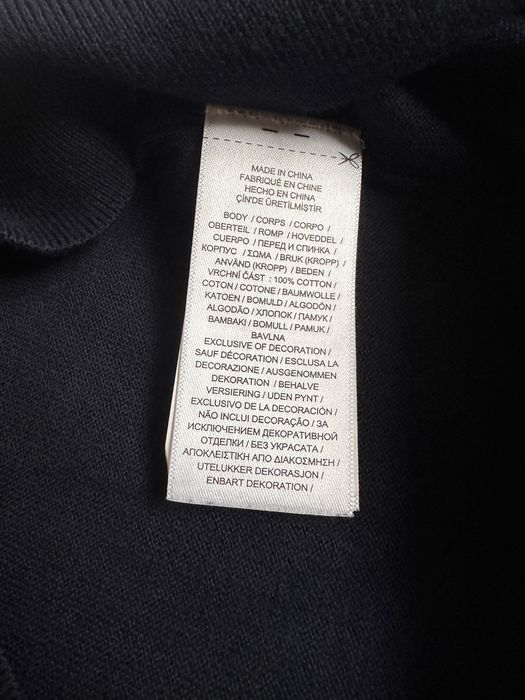 MADE IN CHINA
FABRIQUÉ EN CHINE
HECHO EN CHINA
ÇİN'DE ÜRETİLMİŞTİR
BODY / CORPS / CORPO /
OBERTEIL / ROMP / HOVEDDEL /
CUERPO / ПЕРЕД И СПИНКА /
КОРПУС / ΣΩΜΑ / BRUK (KROPP) /
ANVÄND (KROPP) / BEDEN /
VRCHNÍ ČÁST : 100% COTTON /
COTON / COTONE / BAUMWOLLE /
KATOEN / BOMULD / ALGODÓN /
ALGODÃO / ХЛОПОК / ПАМУК /
BAMBAKI / BOMULL / PAMUK /
BAVLNA
EXCLUSIVE OF DECORATION /
SAUF DÉCORATION / ESCLUSA LA
DECORAZIONE / AUSGENOMMEN
DEKORATION / BEHALVE
VERSIERING / UDEN PYNT /
EXCLUSIVO DE LA DECORACIÓN /
NÃO INCLUI DECORAÇÃO / ЗА
ИСКЛЮЧЕНИЕМ ДЕКОРАТИВНОЙ
ОТДЕЛКИ / БЕЗ УКРАСАТА /
ΑΠΟΚΛΕΙΣΤΙΚΗ ΑΠΟ ΔΙΑΚΟΣΜΗΣΗ /
UTELUKKER DEKORASJON /
ENBART DEKORATION /